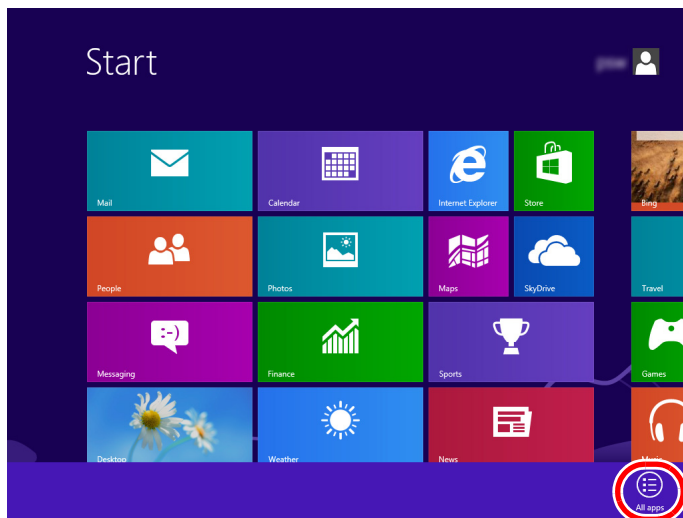 Start
Mail
Calendar
Internet Explorer
Store
Bing
People
Photos
Maps
SkyDrive
Travel
Messaging
Finance
Sports
Games
Desktop
Weather
News
Music
All apps